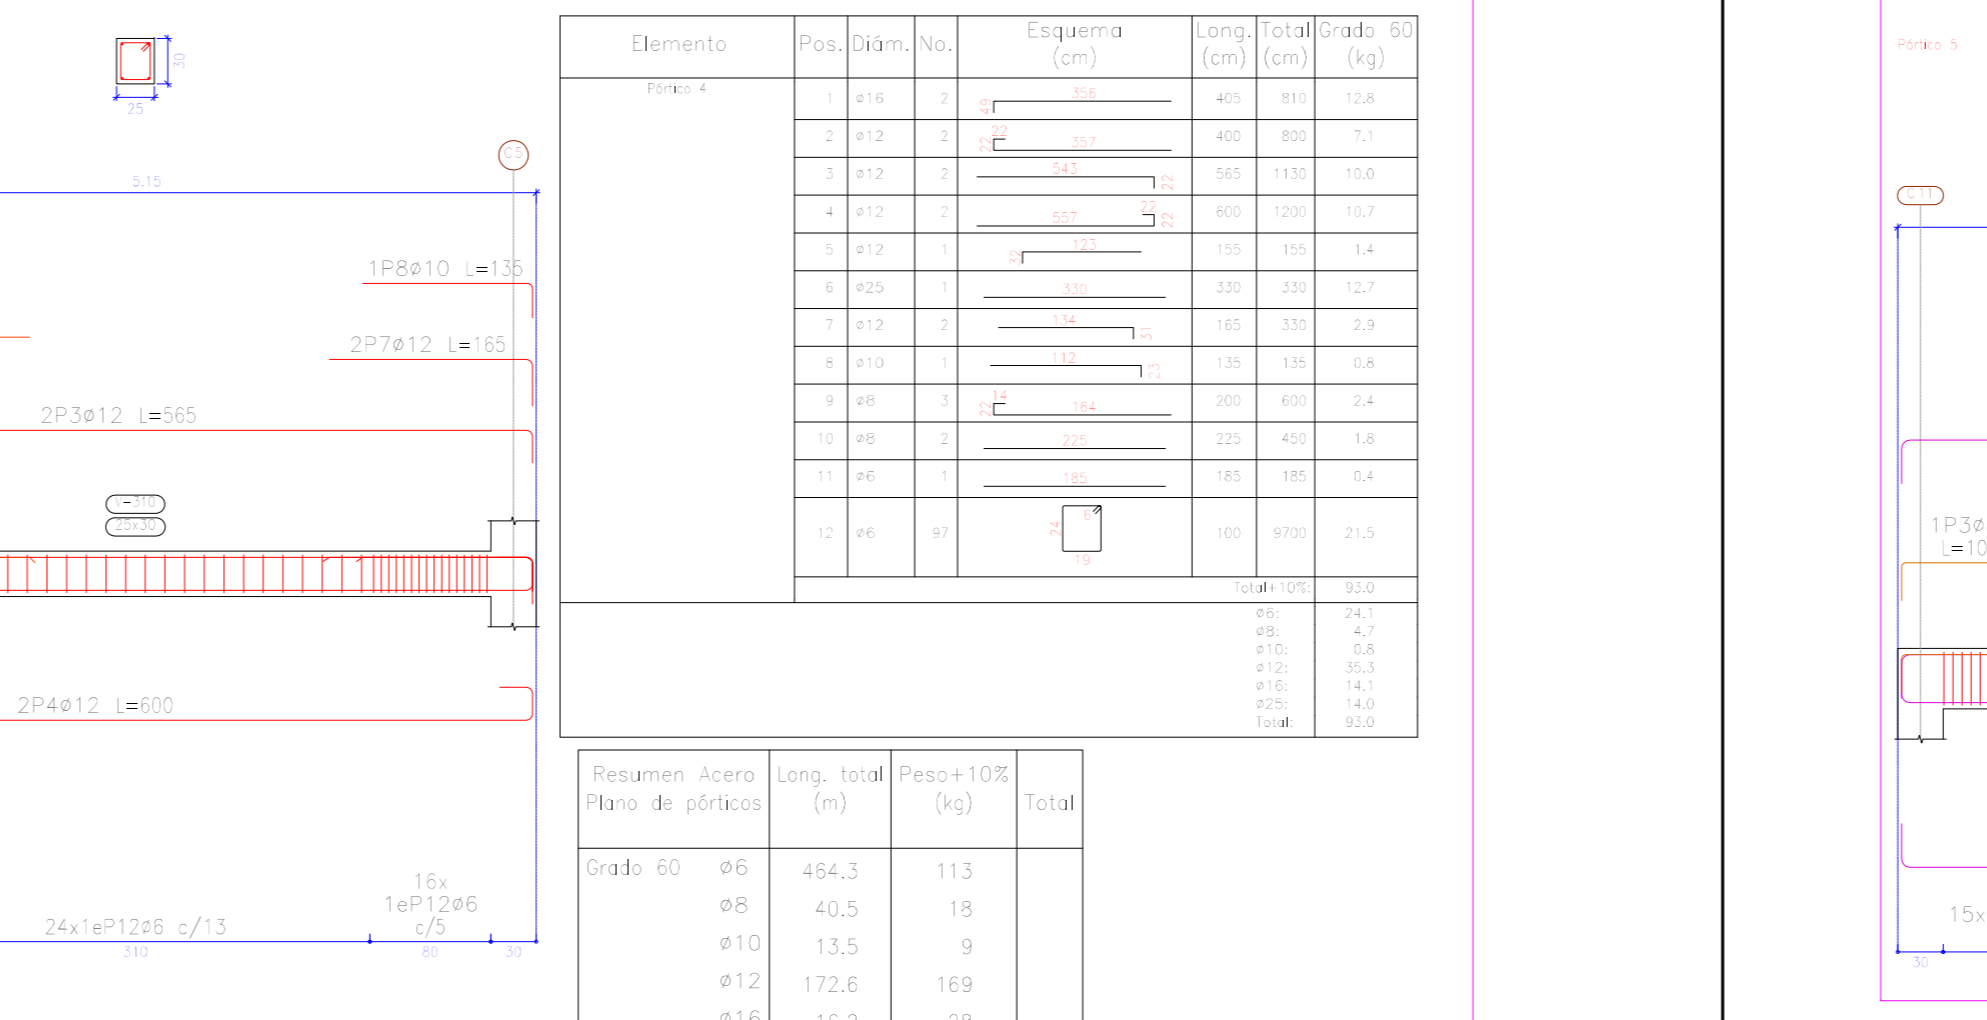 30
25
C5
5.15
1P8ø10 L=135
2P7ø12 L=165
2P3ø12 L=565
V-310
25x30
2P4ø12 L=600
16x
1eP12ø6
c/5
24x1eP12ø6 c/13
310 80 30
Elemento Pos. Diám. No. Esquema (cm) Long. (cm) Total (cm) Grado 60 (kg)
Pórtico 4
1 ø16 2 49 356 405 810 12.8
2 ø12 2 22 22 357 400 800 7.1
3 ø12 2 543 22 565 1130 10.0
4 ø12 2 557 22 22 600 1200 10.7
5 ø12 1 32 123 155 155 1.4
6 ø25 1 330 330 330 12.7
7 ø12 2 134 31 165 330 2.9
8 ø10 1 112 23 135 135 0.8
9 ø8 3 22 14 164 200 600 2.4
10 ø8 2 225 225 450 1.8
11 ø6 1 185 185 185 0.4
12 ø6 97 24 6 19 100 9700 21.5
Total+10%: 93.0
ø6: 24.1
ø8: 4.7
ø10: 0.8
ø12: 35.3
ø16: 14.1
ø25: 14.0
Total: 93.0
Resumen Acero Long. total Peso+10%
Plano de pórticos (m) (kg) Total
Grado 60 ø6 464.3 113
ø8 40.5 18
ø10 13.5 9
ø12 172.6 169
ø16
Pórtico 5
C11
1P3ø
L=10
15x
30